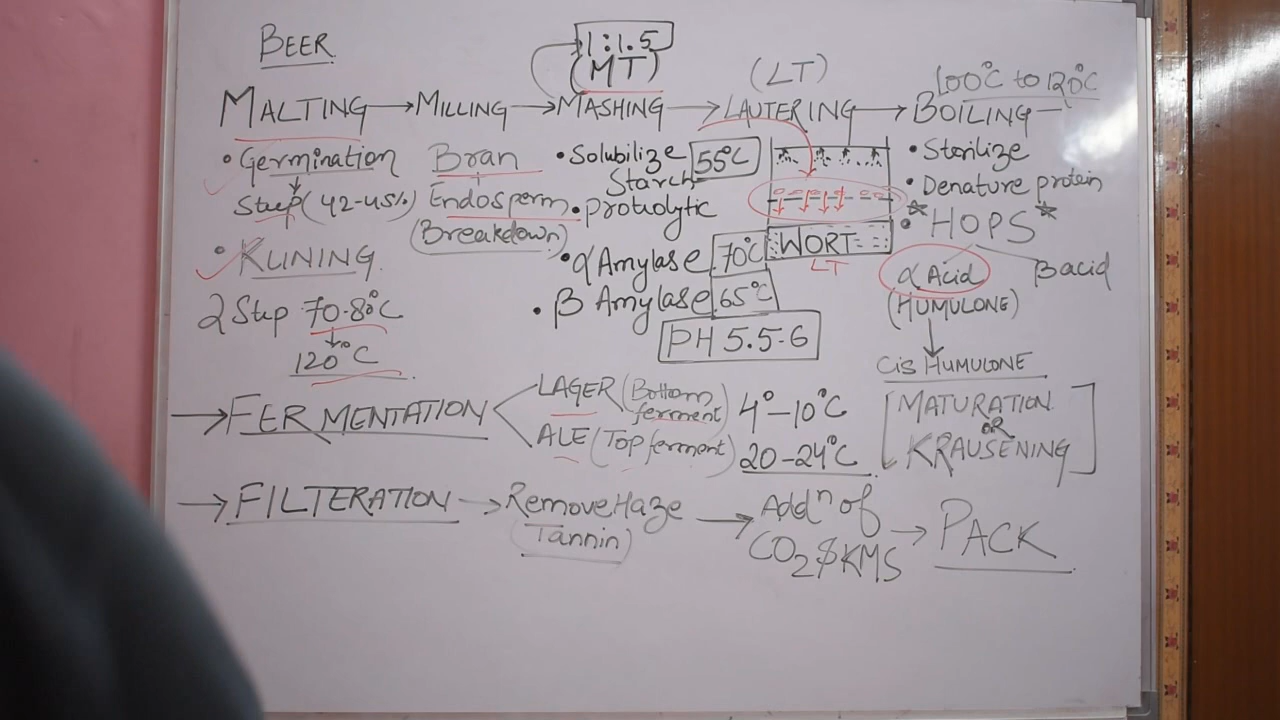 BEER
1:1.5
(MT)
(LT)
100°C to 120°C
MALTING → MILLING → MASHING → LAUTERING → BOILING
• Germination
Steep (42-45%)
• KLINING
2 Step 70-80°C
120°C
Bran
Endosperm
(Breakdown)
• Solubilize
Starch
55°C
• Protiolytic
• α Amylase 70°C
• β Amylase 65°C
PH 5.5-6
WORT
LT
• Sterilize
• Denature protein
• *HOPS*
α Acid
β acid
(HUMULONE)
Cis HUMULONE
→ FERMENTATION
LAGER (Bottom
ferment) 4°-10°C
ALE (Top ferment) 20-24°C
[MATURATION
OR
KRAUSENING]
→ FILTERATION → Remove Haze → Addⁿ of → PACK
(Tannin)
CO₂ & KMS